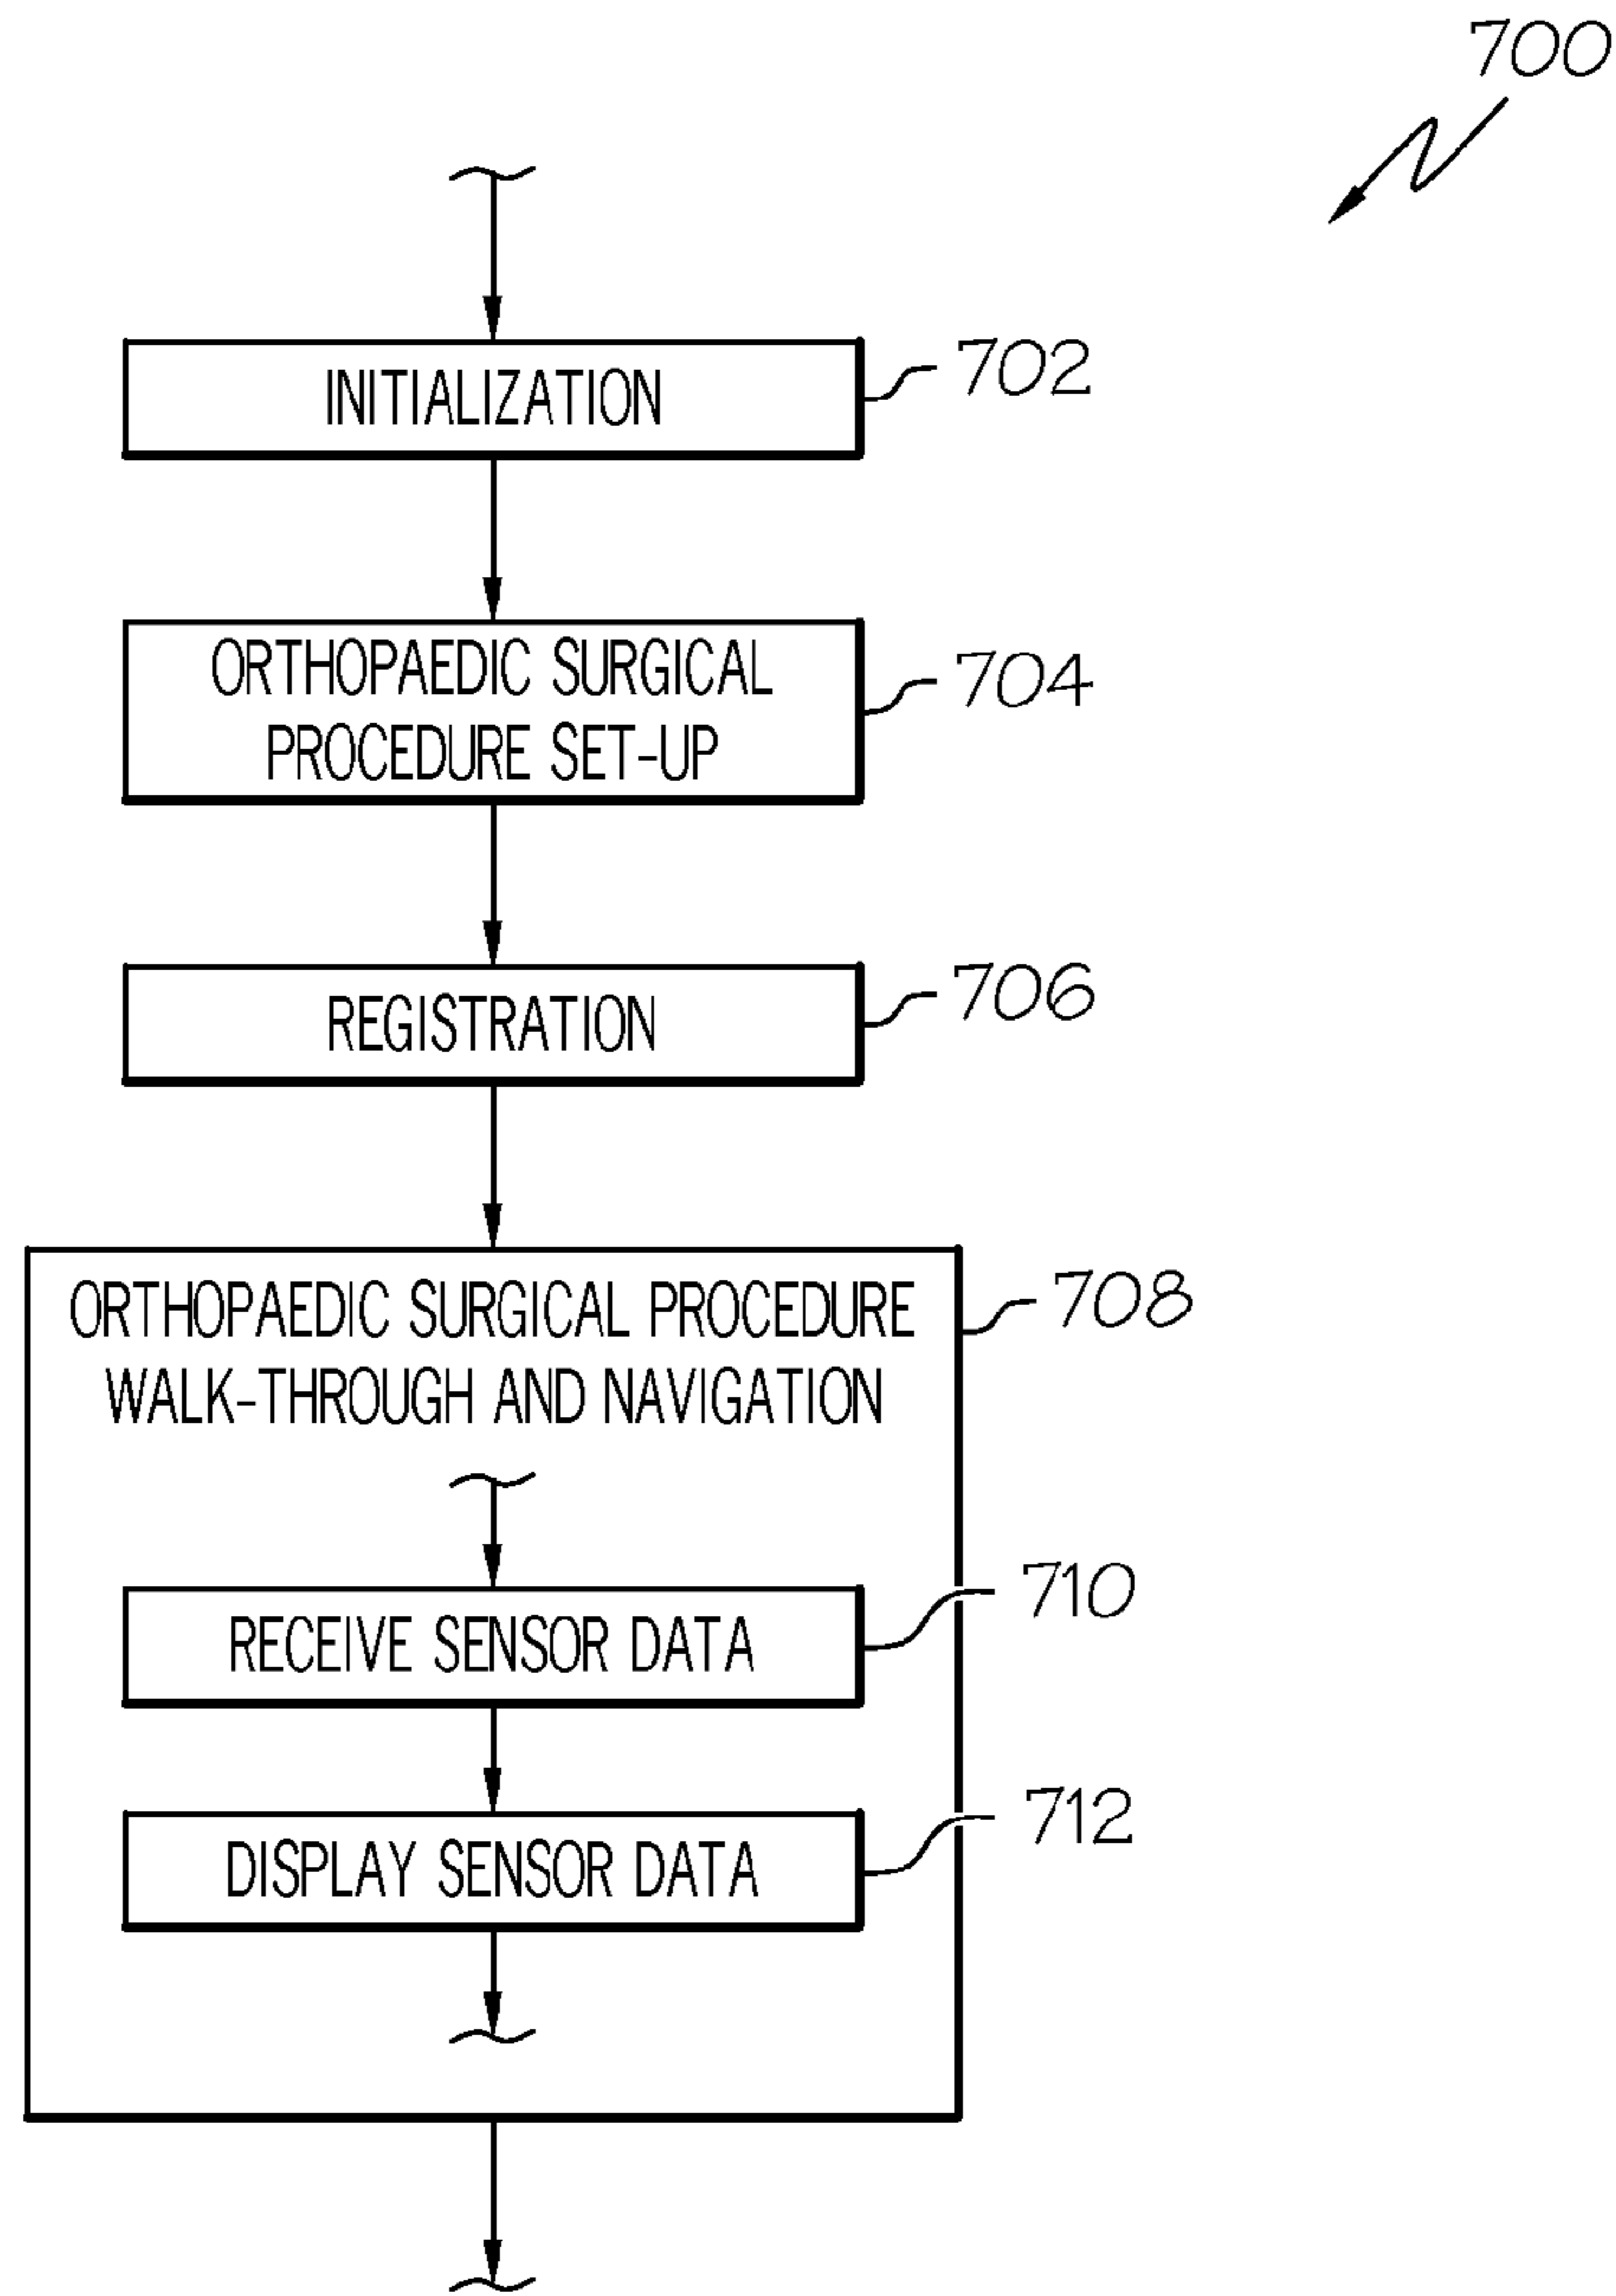 700
INITIALIZATION
702
ORTHOPAEDIC SURGICAL
PROCEDURE SET-UP
704
REGISTRATION
706
ORTHOPAEDIC SURGICAL PROCEDURE
WALK-THROUGH AND NAVIGATION
708
RECEIVE SENSOR DATA
710
DISPLAY SENSOR DATA
712